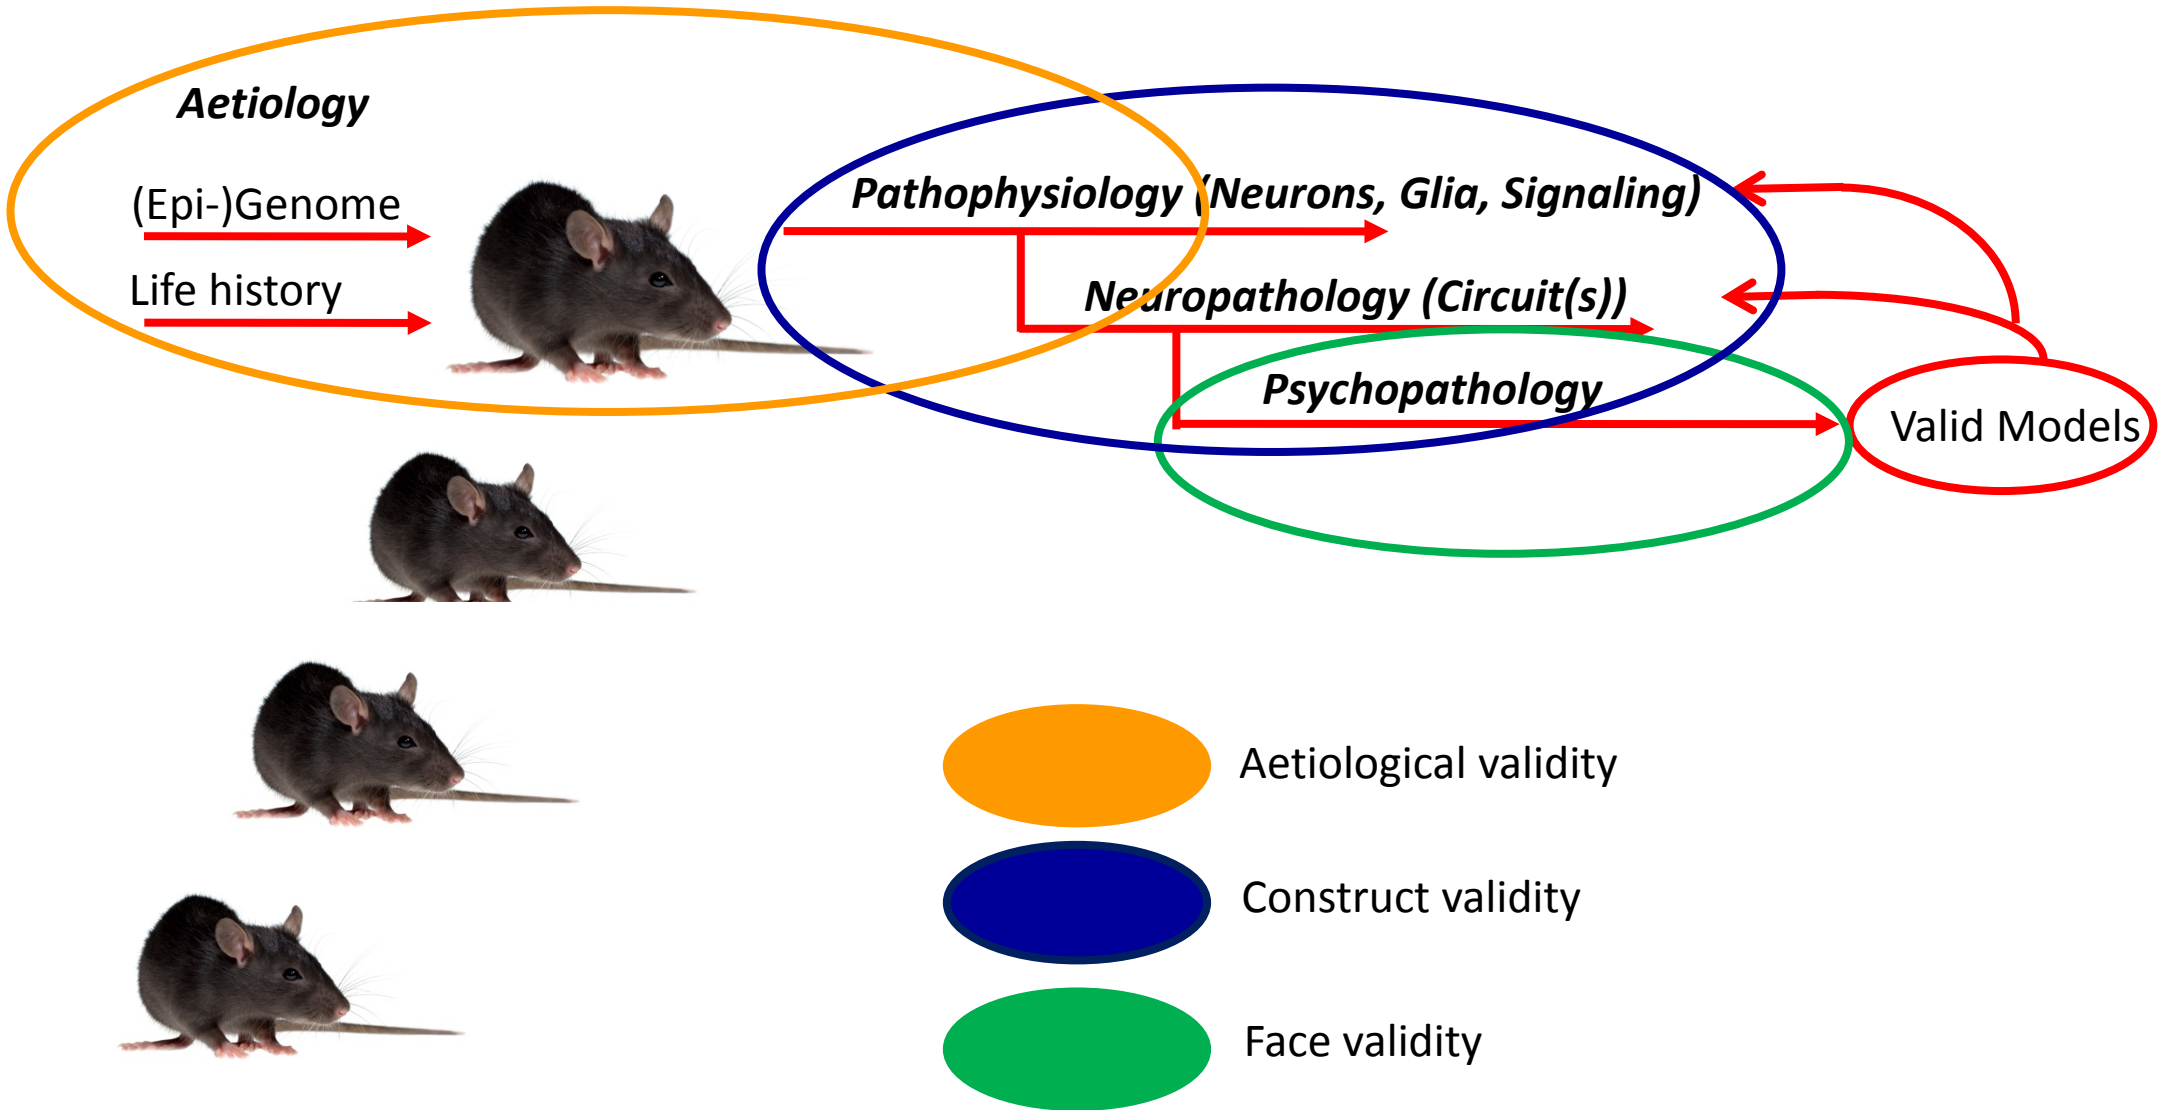 Aetiology
(Epi-)Genome
Life history
Pathophysiology (Neurons, Glia, Signaling)
Neuropathology (Circuit(s))
Psychopathology
Valid Models
Aetiological validity
Construct validity
Face validity